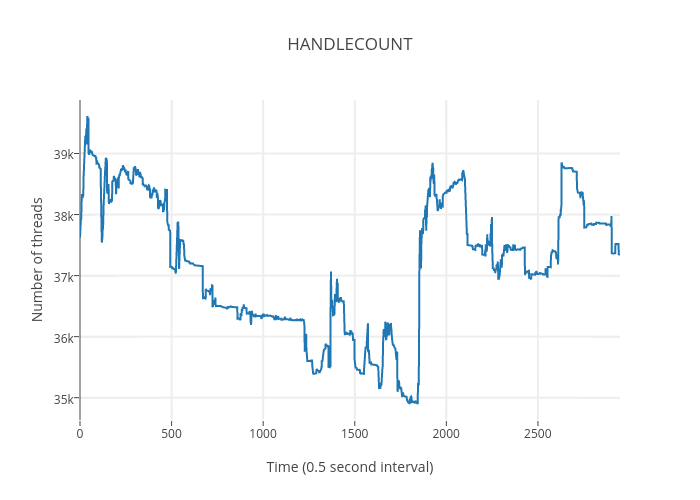 HANDLECOUNT
39k
38k
37k
36k
35k
Number of threads
0
500
1000
1500
2000
2500
Time (0.5 second interval)